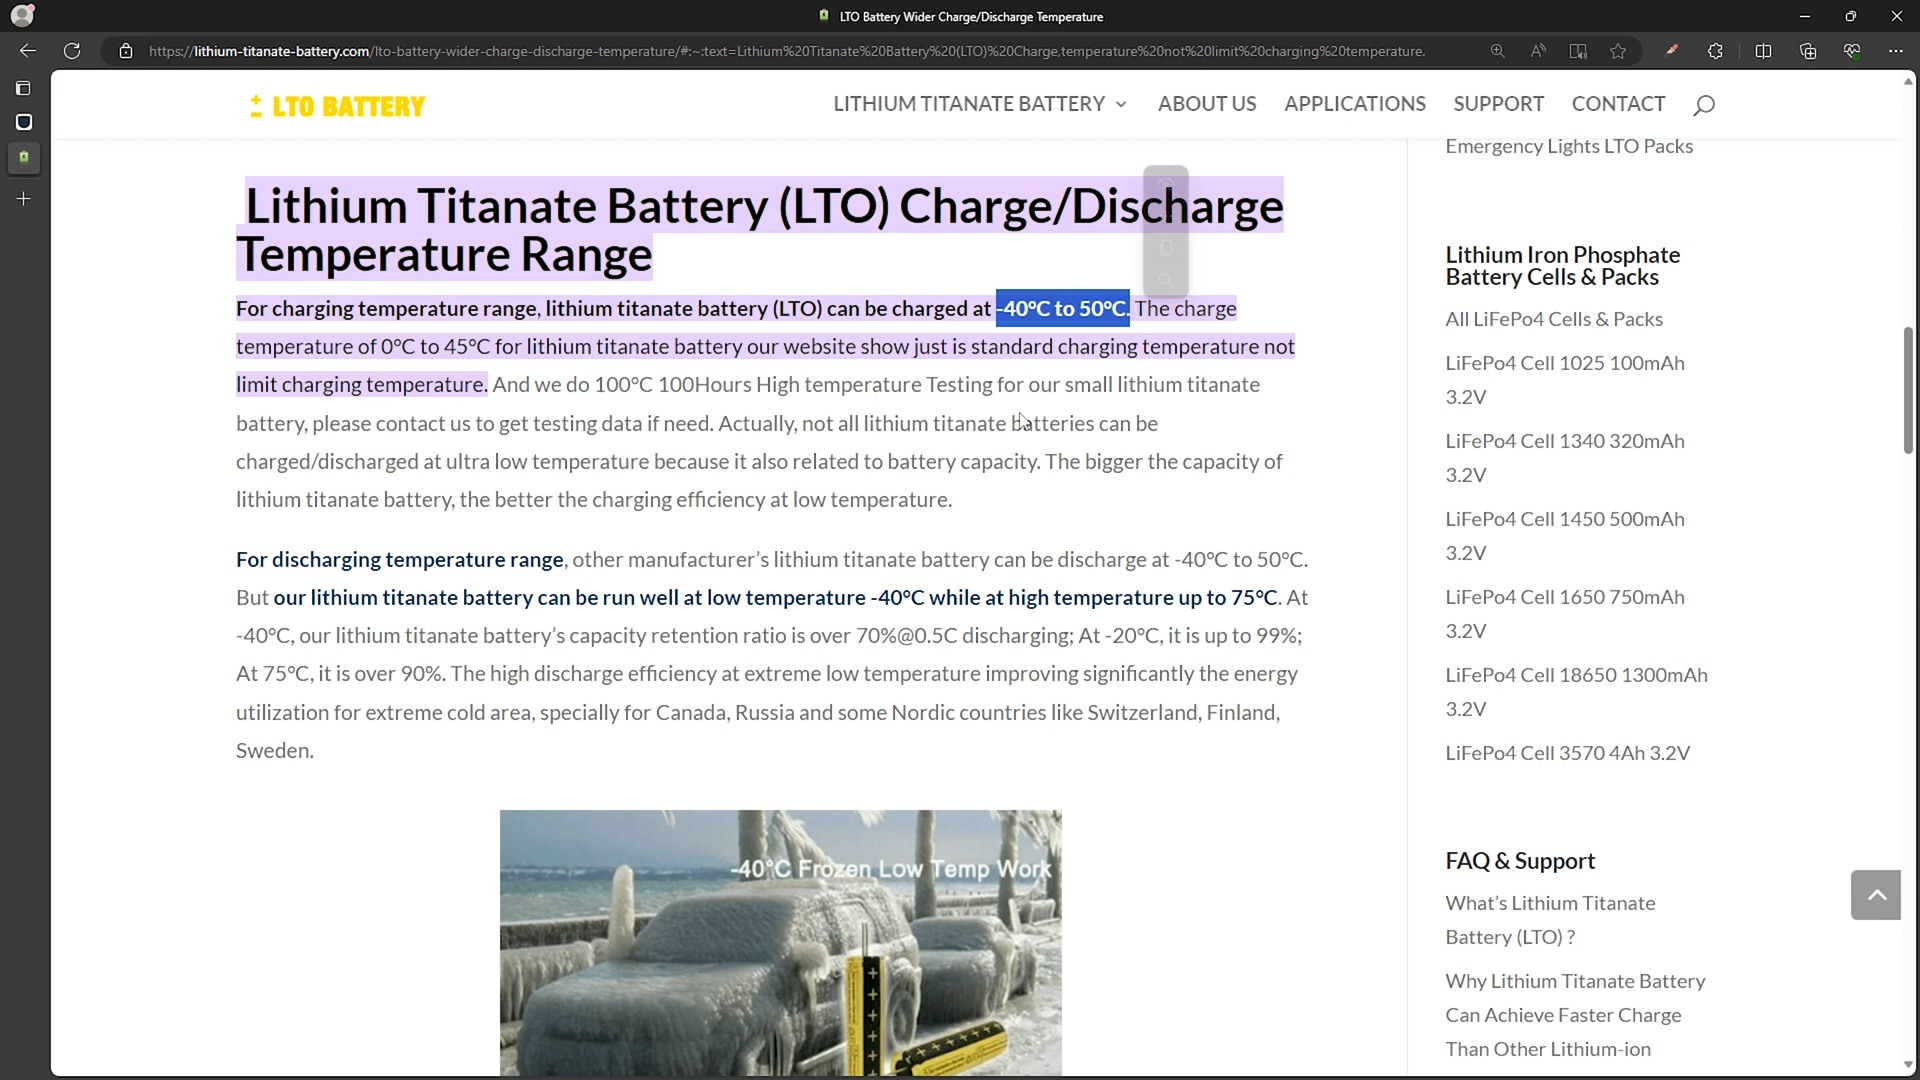 LTO Battery Wider Charge/Discharge Temperature
https://lithium-titanate-battery.com/lto-battery-wider-charge-discharge-temperature/#:~:text=Lithium%20Titanate%20Battery%20(LTO)%20Charge,temperature%20not%20limit%20charging%20temperature.
LTO BATTERY
LITHIUM TITANATE BATTERY
ABOUT US
APPLICATIONS
SUPPORT
CONTACT
Lithium Titanate Battery (LTO) Charge/Discharge
Temperature Range
For charging temperature range, lithium titanate battery (LTO) can be charged at -40°C to 50°C. The charge
temperature of 0°C to 45°C for lithium titanate battery our website show just is standard charging temperature not
limit charging temperature. And we do 100°C 100Hours High temperature Testing for our small lithium titanate
battery, please contact us to get testing data if need. Actually, not all lithium titanate batteries can be
charged/discharged at ultra low temperature because it also related to battery capacity. The bigger the capacity of
lithium titanate battery, the better the charging efficiency at low temperature.
For discharging temperature range, other manufacturer's lithium titanate battery can be discharge at -40°C to 50°C.
But our lithium titanate battery can be run well at low temperature -40°C while at high temperature up to 75°C. At
-40°C, our lithium titanate battery's capacity retention ratio is over 70%@0.5C discharging; At -20°C, it is up to 99%;
At 75°C, it is over 90%. The high discharge efficiency at extreme low temperature improving significantly the energy
utilization for extreme cold area, specially for Canada, Russia and some Nordic countries like Switzerland, Finland,
Sweden.
-40°C Frozen Low Temp Work
Emergency Lights LTO Packs
Lithium Iron Phosphate
Battery Cells & Packs
All LiFePo4 Cells & Packs
LiFePo4 Cell 1025 100mAh
3.2V
LiFePo4 Cell 1340 320mAh
3.2V
LiFePo4 Cell 1450 500mAh
3.2V
LiFePo4 Cell 1650 750mAh
3.2V
LiFePo4 Cell 18650 1300mAh
3.2V
LiFePo4 Cell 3570 4Ah 3.2V
FAQ & Support
What's Lithium Titanate
Battery (LTO) ?
Why Lithium Titanate Battery
Can Achieve Faster Charge
Than Other Lithium-ion